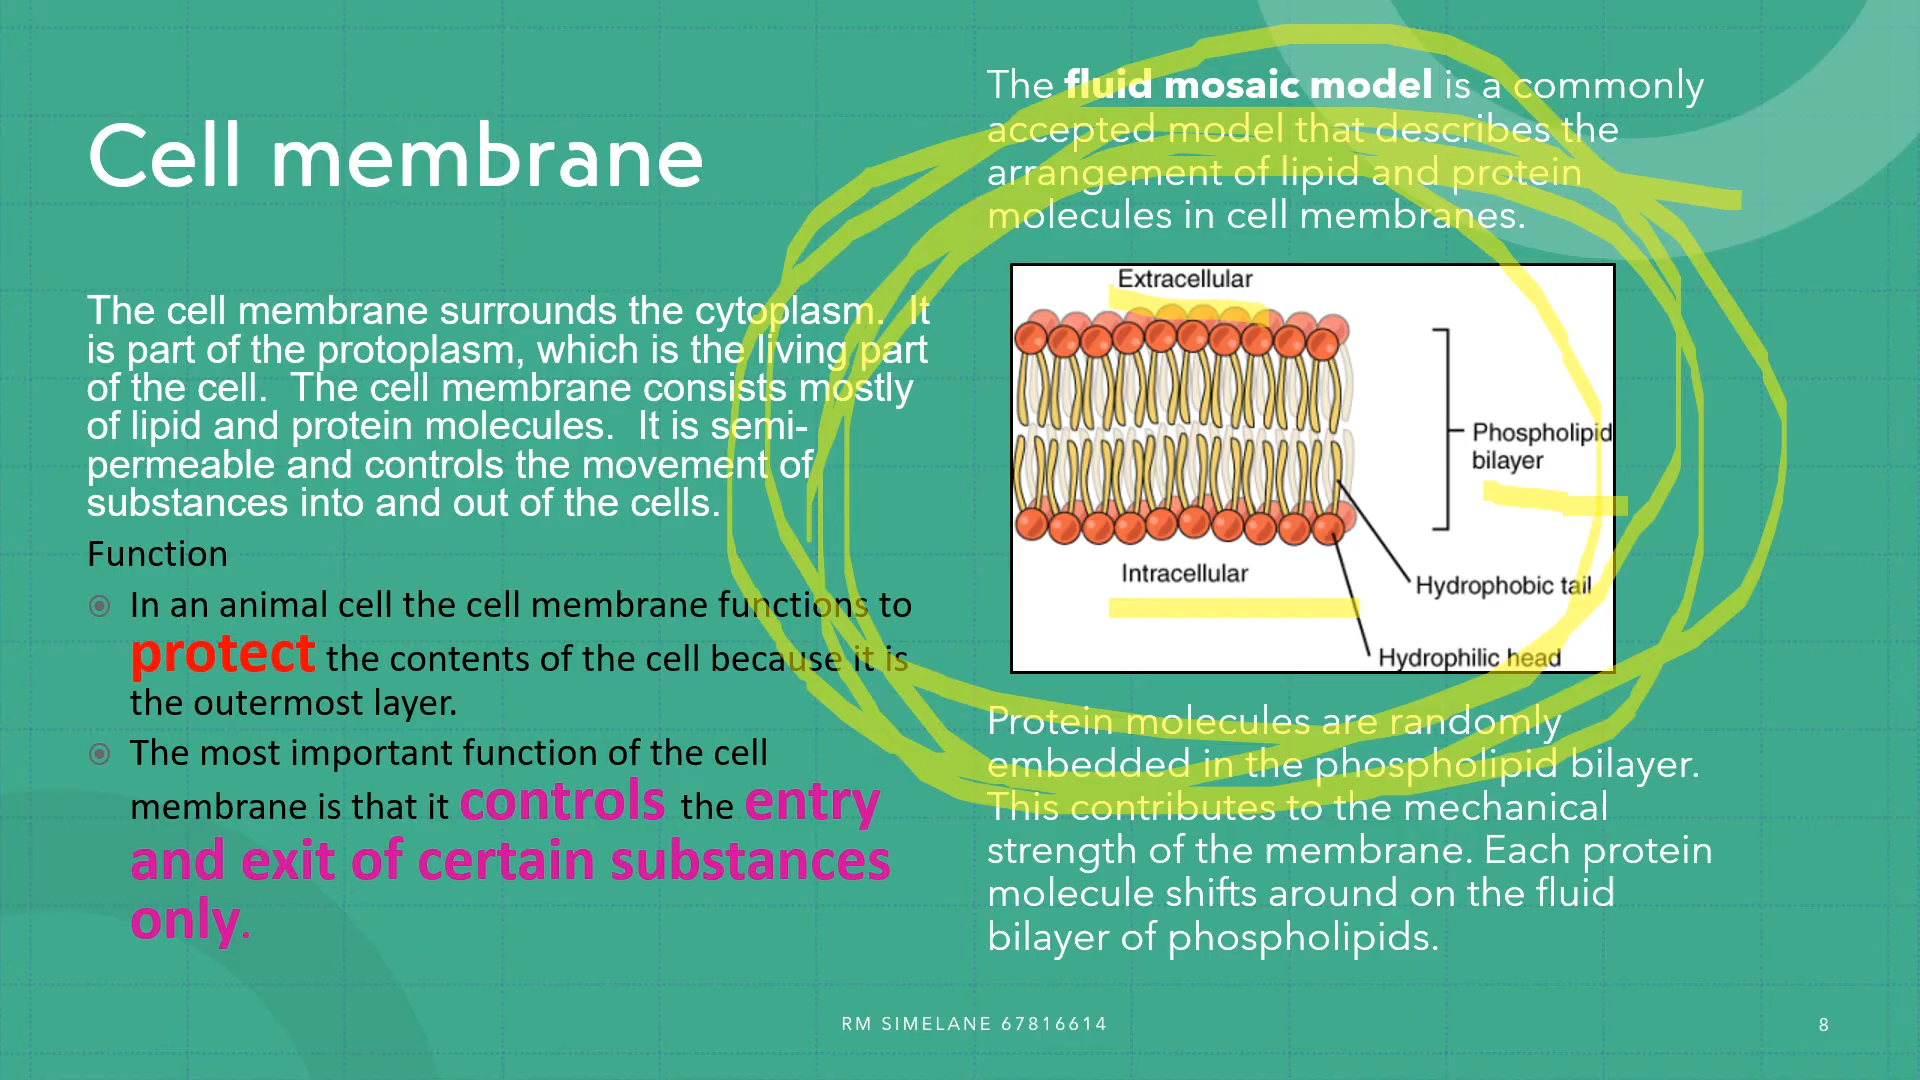 Cell membrane
The cell membrane surrounds the cytoplasm.  It
is part of the protoplasm, which is the living part
of the cell.  The cell membrane consists mostly
of lipid and protein molecules.  It is semi-
permeable and controls the movement of
substances into and out of the cells.
Function
In an animal cell the cell membrane functions to
protect the contents of the cell because it is
the outermost layer.
The most important function of the cell
membrane is that it controls the entry
and exit of certain substances
only.
The fluid mosaic model is a commonly
accepted model that describes the
arrangement of lipid and protein
molecules in cell membranes.
Extracellular
Phospholipid
bilayer
Intracellular
Hydrophobic tail
Hydrophilic head
Protein molecules are randomly
embedded in the phospholipid bilayer.
This contributes to the mechanical
strength of the membrane. Each protein
molecule shifts around on the fluid
bilayer of phospholipids.
RM SIMELANE 67816614
8